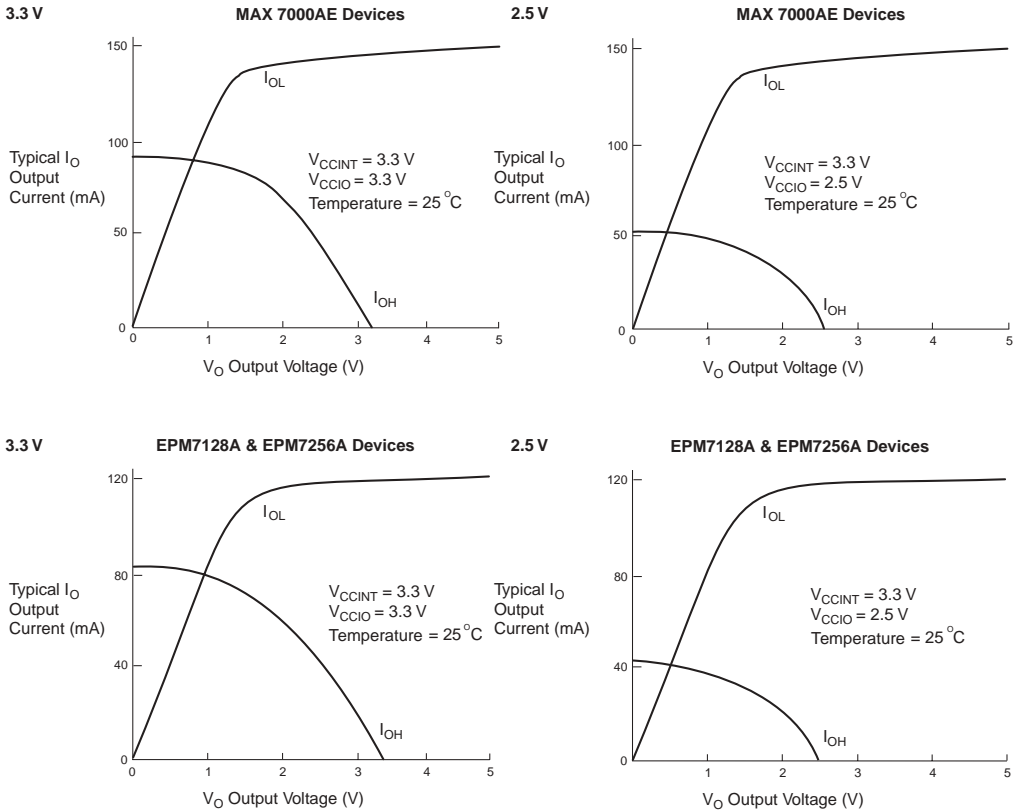 3.3 V
MAX 7000AE Devices
150
100
50
0
Typical I_O
Output
Current (mA)
I_OL
V_CCINT = 3.3 V
V_CCIO = 3.3 V
Temperature = 25 °C
I_OH
0 1 2 3 4 5
V_O Output Voltage (V)
2.5 V
MAX 7000AE Devices
150
100
50
0
Typical I_O
Output
Current (mA)
I_OL
V_CCINT = 3.3 V
V_CCIO = 2.5 V
Temperature = 25 °C
I_OH
0 1 2 3 4 5
V_O Output Voltage (V)
3.3 V
EPM7128A & EPM7256A Devices
120
80
40
0
Typical I_O
Output
Current (mA)
I_OL
V_CCINT = 3.3 V
V_CCIO = 3.3 V
Temperature = 25 °C
I_OH
0 1 2 3 4 5
V_O Output Voltage (V)
2.5 V
EPM7128A & EPM7256A Devices
120
80
40
0
Typical I_O
Output
Current (mA)
I_OL
V_CCINT = 3.3 V
V_CCIO = 2.5 V
Temperature = 25 °C
I_OH
1 2 3 4 5
V_O Output Voltage (V)